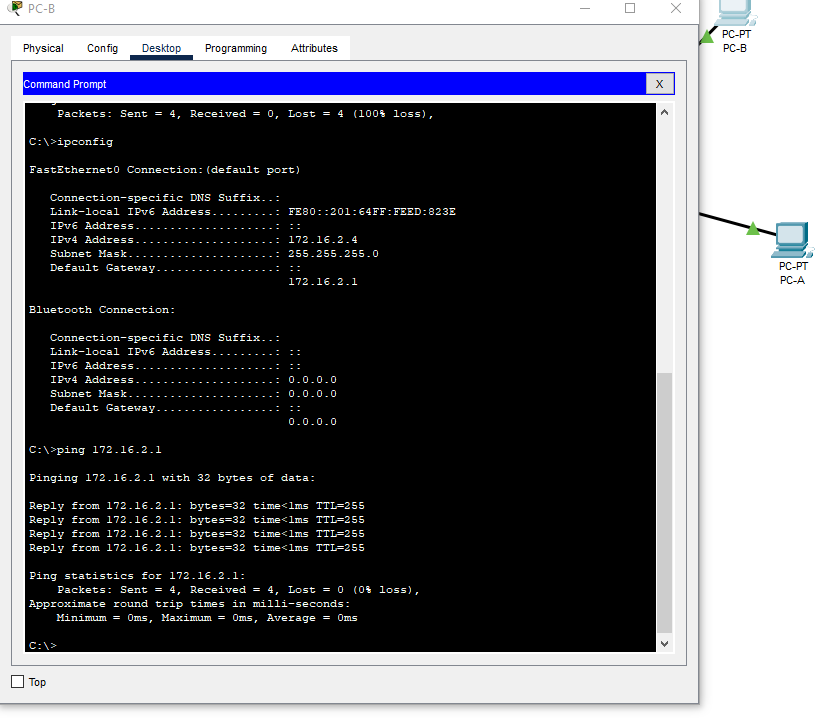 PC-B
Physical Config Desktop Programming Attributes
Command Prompt X
Packets: Sent = 4, Received = 0, Lost = 4 (100% loss),
C:\>ipconfig
FastEthernet0 Connection:(default port)
Connection-specific DNS Suffix..:
Link-local IPv6 Address.........: FE80::201:64FF:FEED:823E
IPv6 Address....................: ::
IPv4 Address....................: 172.16.2.4
Subnet Mask.....................: 255.255.255.0
Default Gateway.................: ::
172.16.2.1
Bluetooth Connection:
Connection-specific DNS Suffix..:
Link-local IPv6 Address.........: ::
IPv6 Address....................: ::
IPv4 Address....................: 0.0.0.0
Subnet Mask.....................: 0.0.0.0
Default Gateway.................: ::
0.0.0.0
C:\>ping 172.16.2.1
Pinging 172.16.2.1 with 32 bytes of data:
Reply from 172.16.2.1: bytes=32 time<1ms TTL=255
Reply from 172.16.2.1: bytes=32 time<1ms TTL=255
Reply from 172.16.2.1: bytes=32 time<1ms TTL=255
Reply from 172.16.2.1: bytes=32 time<1ms TTL=255
Ping statistics for 172.16.2.1:
Packets: Sent = 4, Received = 4, Lost = 0 (0% loss),
Approximate round trip times in milli-seconds:
Minimum = 0ms, Maximum = 0ms, Average = 0ms
C:\>
Top
PC-PT
PC-B
PC-PT
PC-A